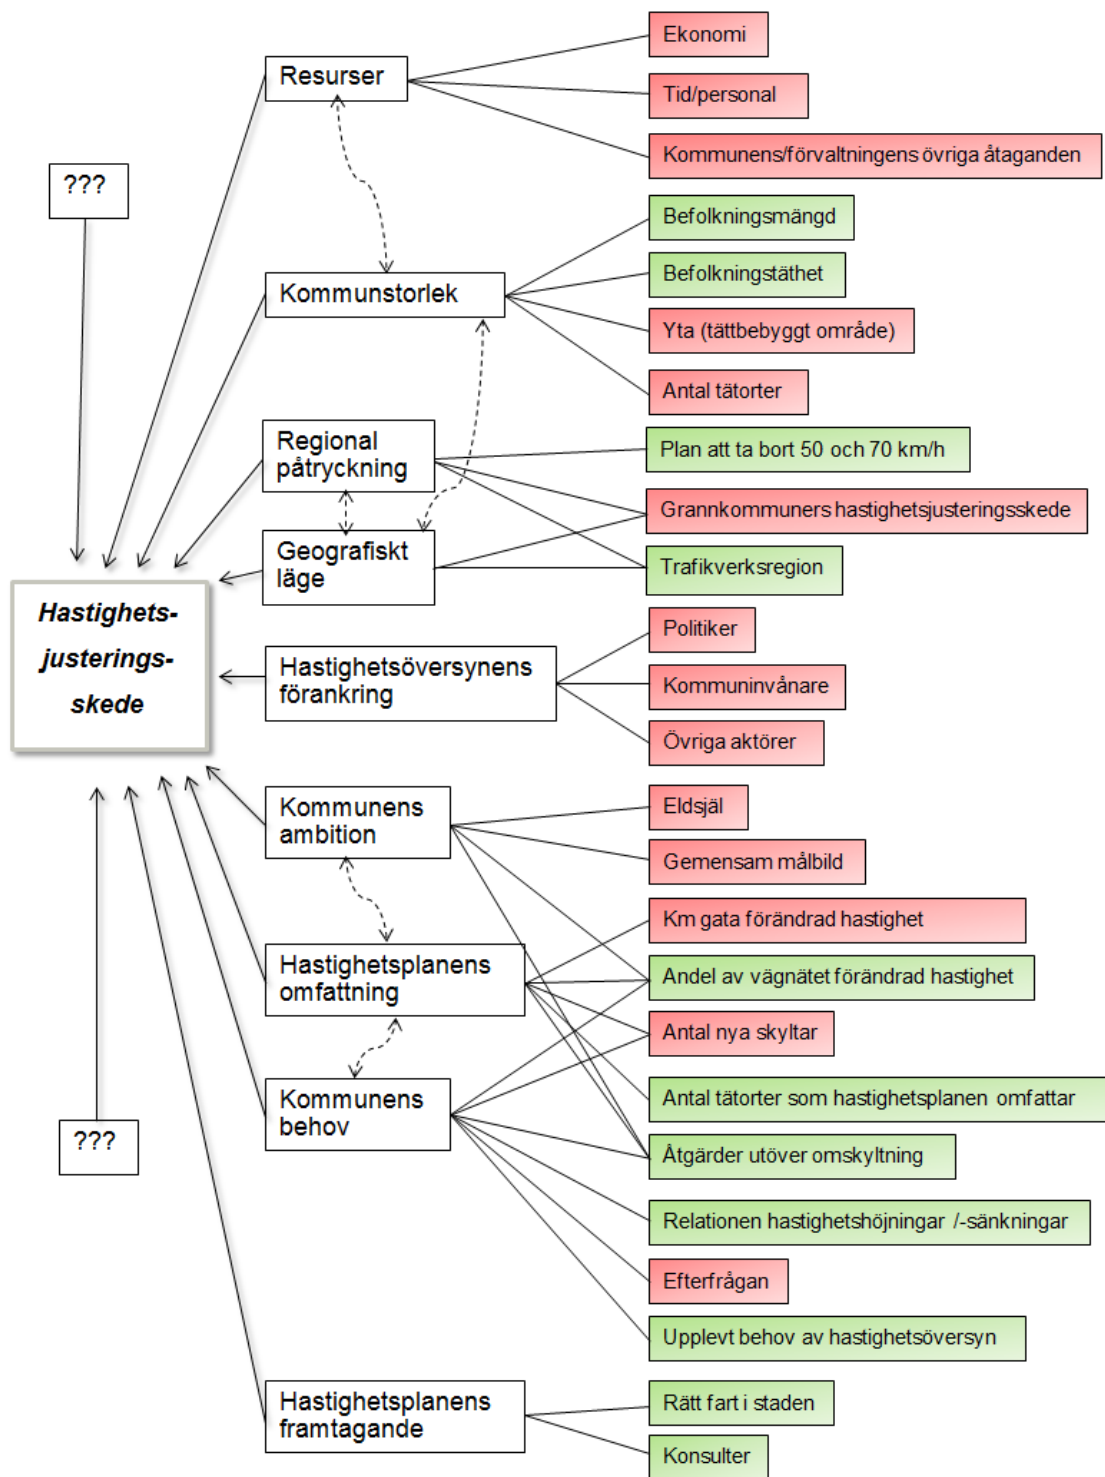 Ekonomi
Resurser
Tid/personal
Kommunens/förvaltningens övriga åtaganden
???
Befolkningsmängd
Befolkningstäthet
Kommunstorlek
Yta (tättbebyggt område)
Antal tätorter
Regional
påtryckning
Plan att ta bort 50 och 70 km/h
Grannkommuners hastighetsjusteringsskede
Geografiskt
läge
Trafikverksregion
Hastighets-
justerings-
skede
Politiker
Hastighetsöversynens
förankring
Kommuninvånare
Övriga aktörer
Kommunens
ambition
Eldsjäl
Gemensam målbild
Km gata förändrad hastighet
Hastighetsplanens
omfattning
Andel av vägnätet förändrad hastighet
Antal nya skyltar
Kommunens
behov
Antal tätorter som hastighetsplanen omfattar
???
Åtgärder utöver omskyltning
Relationen hastighetshöjningar /-sänkningar
Efterfrågan
Upplevt behov av hastighetsöversyn
Hastighetsplanens
framtagande
Rätt fart i staden
Konsulter